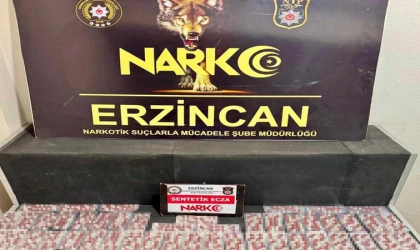 NARKO
ERZİNCAN
NARKOTİK SUÇLARLA MÜCADELE ŞUBE MÜDÜRLÜĞÜ
ERZİNCAN
SENTETİK ECZA
NARKO